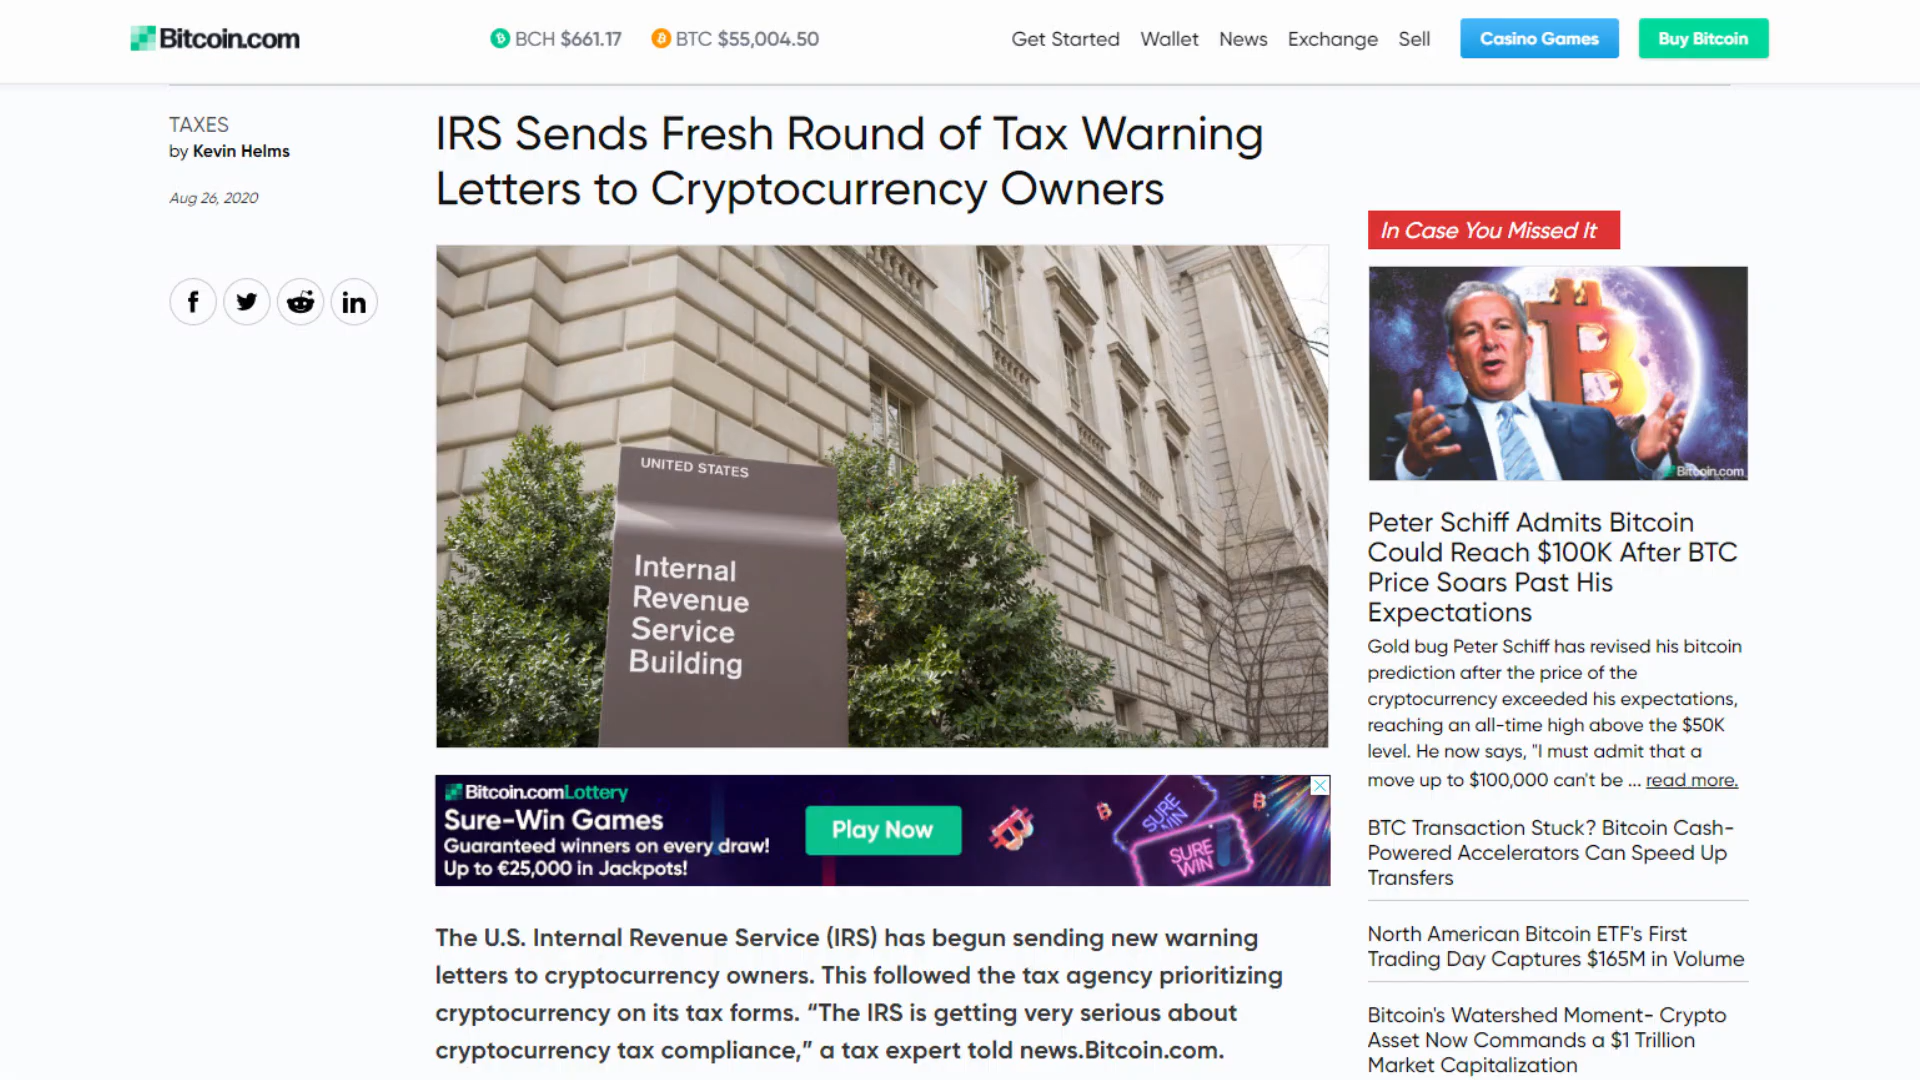 Bitcoin.com
BCH $661.17
BTC $55,004.50
Get Started
Wallet
News
Exchange
Sell
Casino Games
Buy Bitcoin
TAXES
by Kevin Helms
Aug 26, 2020
IRS Sends Fresh Round of Tax Warning
Letters to Cryptocurrency Owners
UNITED STATES
Internal
Revenue
Service
Building
Bitcoin.comLottery
Sure-Win Games
Guaranteed winners on every draw!
Up to €25,000 in Jackpots!
Play Now
SURE
WIN
SURE
WIN
The U.S. Internal Revenue Service (IRS) has begun sending new warning
letters to cryptocurrency owners. This followed the tax agency prioritizing
cryptocurrency on its tax forms. “The IRS is getting very serious about
cryptocurrency tax compliance,” a tax expert told news.Bitcoin.com.
In Case You Missed It
Bitcoin.com
Peter Schiff Admits Bitcoin
Could Reach $100K After BTC
Price Soars Past His
Expectations
Gold bug Peter Schiff has revised his bitcoin
prediction after the price of the
cryptocurrency exceeded his expectations,
reaching an all-time high above the $50K
level. He now says, "I must admit that a
move up to $100,000 can't be ... read more.
BTC Transaction Stuck? Bitcoin Cash-
Powered Accelerators Can Speed Up
Transfers
North American Bitcoin ETF's First
Trading Day Captures $165M in Volume
Bitcoin's Watershed Moment- Crypto
Asset Now Commands a $1 Trillion
Market Capitalization